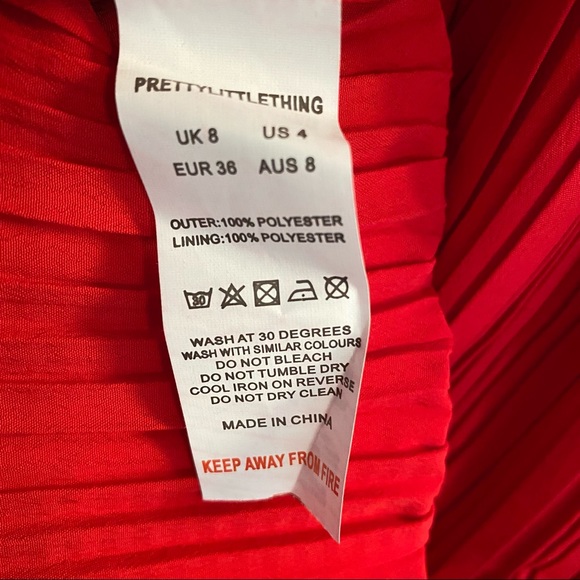 PRETTYLITTLETHING
UK 8 US 4
EUR 36 AUS 8
OUTER:100% POLYESTER
LINING:100% POLYESTER
30
WASH AT 30 DEGREES
WASH WITH SIMILAR COLOURS
DO NOT BLEACH
DO NOT TUMBLE DRY
COOL IRON ON REVERSE
DO NOT DRY CLEAN
MADE IN CHINA
KEEP AWAY FROM FIRE